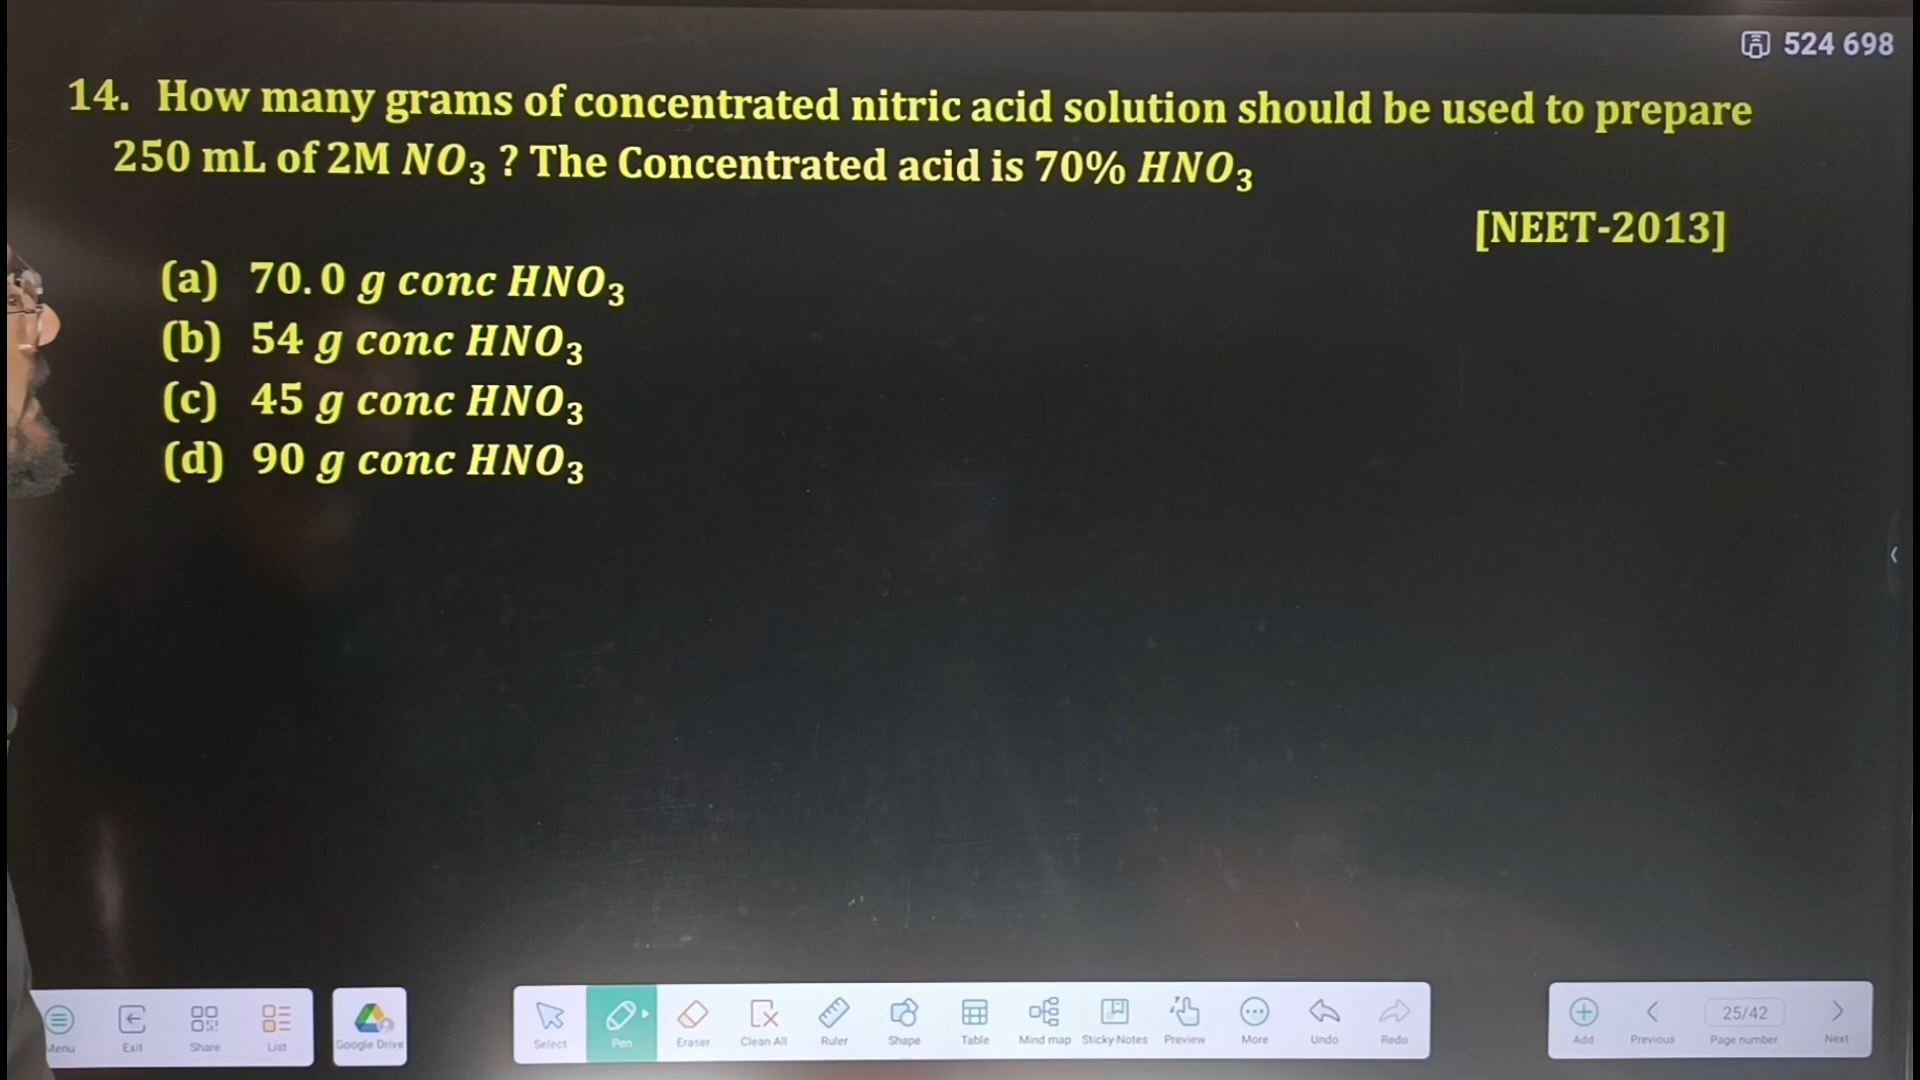 524 698
14. How many grams of concentrated nitric acid solution should be used to prepare
250 mL of 2M NO₃ ? The Concentrated acid is 70% HNO₃
[NEET-2013]
(a) 70.0 g conc HNO₃
(b) 54 g conc HNO₃
(c) 45 g conc HNO₃
(d) 90 g conc HNO₃
Menu Exit Share List Google Drive Select Pen Eraser Clean All Ruler Shape Table Mind map Sticky-Notes Preview More Undo Redo Add Previous 25/42 Page number Next